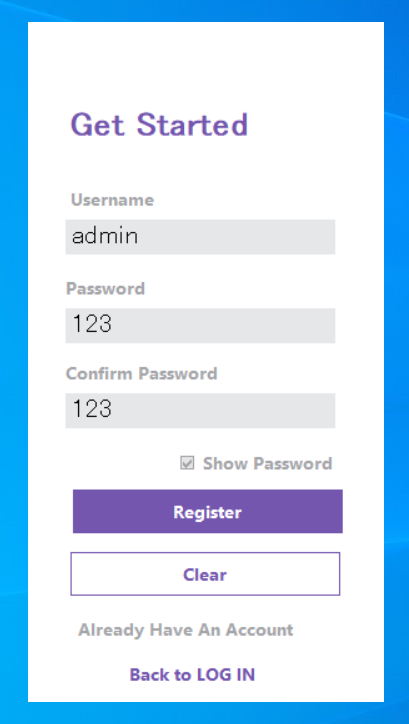 Get Started
Username
admin
Password
123
Confirm Password
123
Show Password
Register
Clear
Already Have An Account
Back to LOG IN